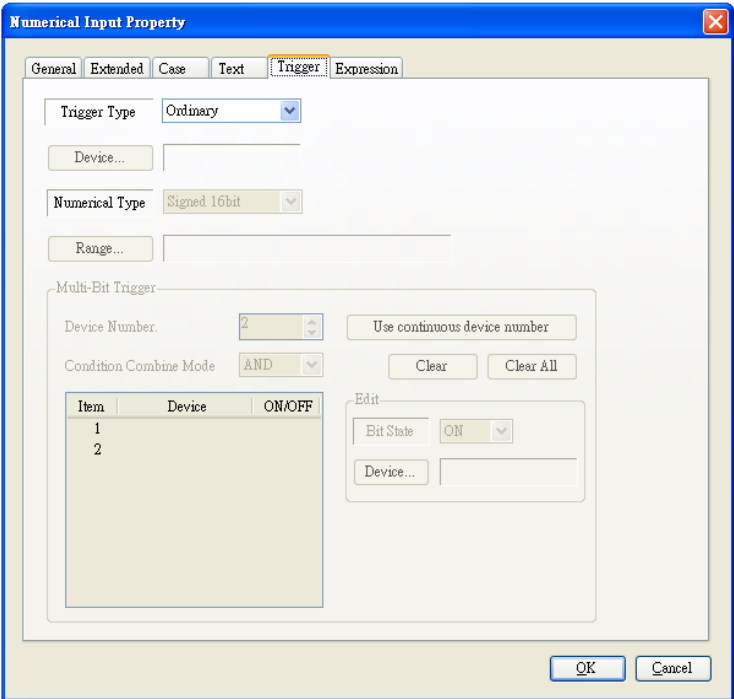 Numerical Input Property
General Extended Case Text Trigger Expression
Trigger Type Ordinary
Device...
Numerical Type Signed 16bit
Range...
Multi-Bit Trigger
Device Number. 2 Use continuous device number
Condition Combine Mode AND Clear Clear All
Item Device ON/OFF
1
2
Edit
Bit State ON
Device...
OK Cancel